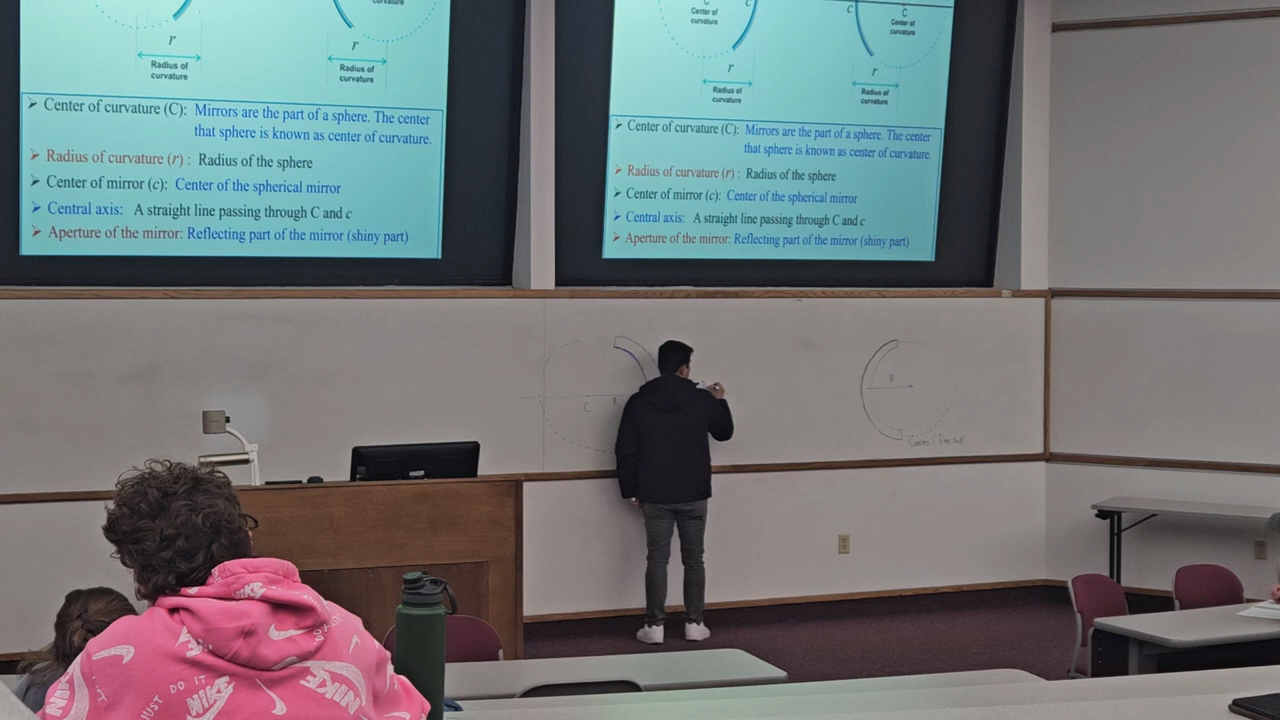 curvature
r
Radius of
curvature
r
Radius of
curvature
➢ Center of curvature (C): Mirrors are the part of a sphere. The center
that sphere is known as center of curvature.
➢ Radius of curvature (r) : Radius of the sphere
➢ Center of mirror (c): Center of the spherical mirror
➢ Central axis: A straight line passing through C and c
➢ Aperture of the mirror: Reflecting part of the mirror (shiny part)
C
Center of
curvature
c
r
Radius of
curvature
c
C
Center of
curvature
r
Radius of
curvature
➢ Center of curvature (C): Mirrors are the part of a sphere. The center
that sphere is known as center of curvature.
➢ Radius of curvature (r) : Radius of the sphere
➢ Center of mirror (c): Center of the spherical mirror
➢ Central axis: A straight line passing through C and c
➢ Aperture of the mirror: Reflecting part of the mirror (shiny part)
C R
R
NIKE
JUST DO IT
NIKE
NIKE